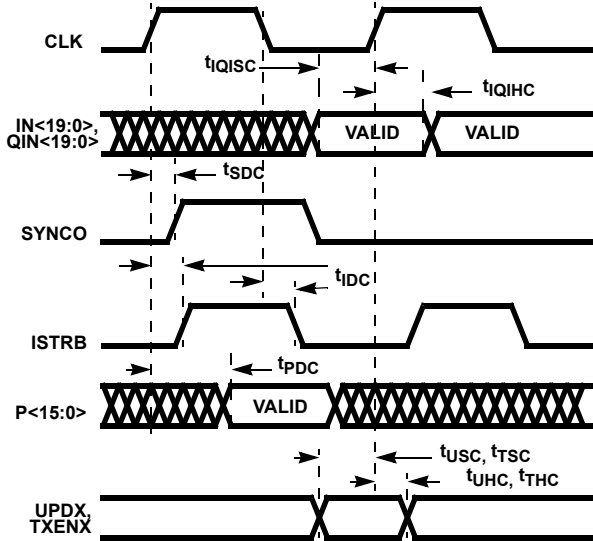 CLK
tIQISC
tIQIHC
IN<19:0>,
QIN<19:0>
VALID
VALID
tSDC
SYNCO
tIDC
ISTRB
tPDC
P<15:0>
VALID
tUSC, tTSC
tUHC, tTHC
UPDX,
TXENX